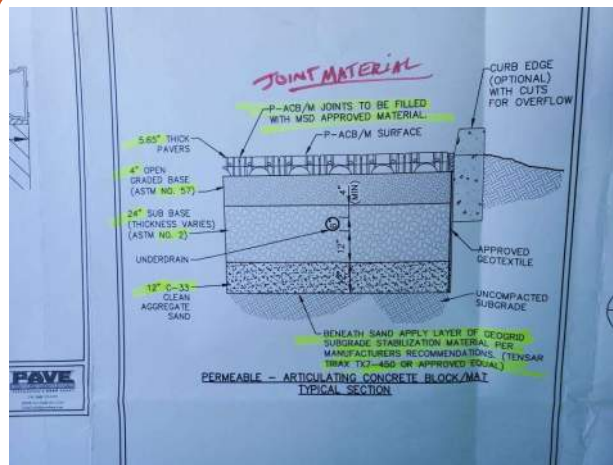 JOINT MATERIAL
CURB EDGE
(OPTIONAL)
WITH CUTS
FOR OVERFLOW
P-ACB/M JOINTS TO BE FILLED
WITH MSD APPROVED MATERIAL.
P-ACB/M SURFACE
5.65" THICK
PAVERS
4" OPEN
GRADED BASE
(ASTM NO. 57)
4"
(MIN)
24" SUB BASE
(THICKNESS VARIES)
(ASTM NO. 2)
12"
UNDERDRAIN
APPROVED
GEOTEXTILE
12" C-33
CLEAN
AGGREGATE
SAND
UNCOMPACTED
SUBGRADE
BENEATH SAND APPLY LAYER OF GEOGRID
SUBGRADE STABILIZATION MATERIAL PER
MANUFACTURERS RECOMMENDATIONS. (TENSAR
TRIAX TX7-450 OR APPROVED EQUAL)
PERMEABLE - ARTICULATING CONCRETE BLOCK/MAT
TYPICAL SECTION
PAVE